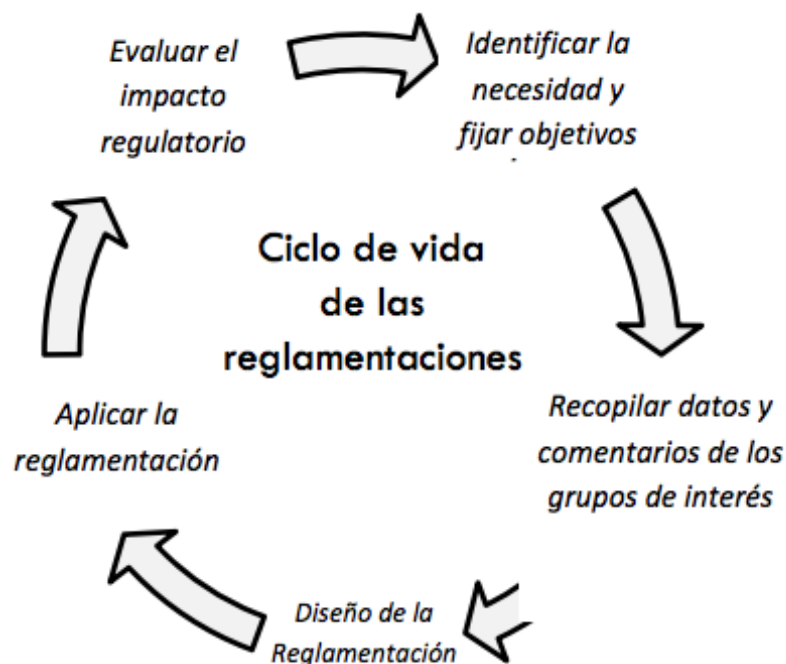 Evaluar el
impacto
regulatorio
Identificar la
necesidad y
fijar objetivos
Ciclo de vida
de las
reglamentaciones
Aplicar la
reglamentación
Recopilar datos y
comentarios de los
grupos de interés
Diseño de la
Reglamentación